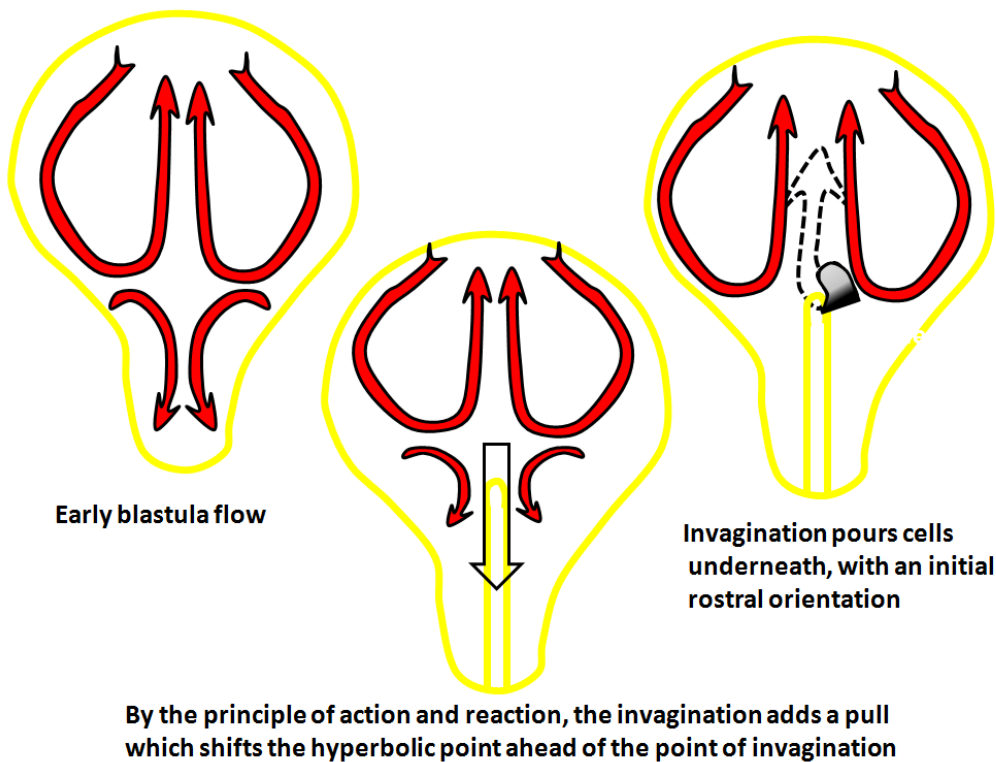 Early blastula flow
Invagination pours cells
underneath, with an initial
rostral orientation
By the principle of action and reaction, the invagination adds a pull
which shifts the hyperbolic point ahead of the point of invagination